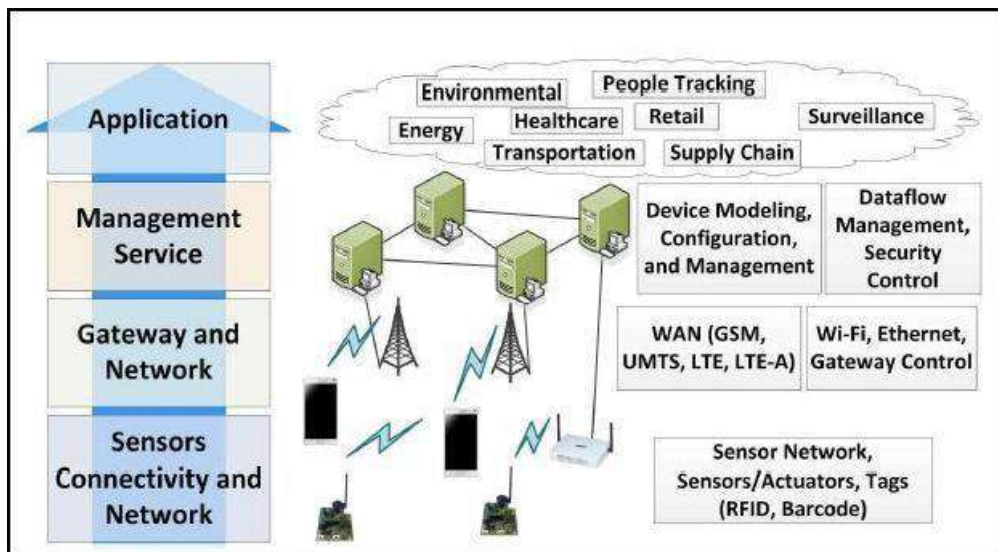 Application
Environmental
People Tracking
Energy
Healthcare
Retail
Surveillance
Transportation
Supply Chain
Management
Service
Device Modeling,
Configuration,
and Management
Dataflow
Management,
Security
Control
Gateway and
Network
WAN (GSM,
UMTS, LTE, LTE-A)
Wi-Fi, Ethernet,
Gateway Control
Sensors
Connectivity and
Network
Sensor Network,
Sensors/Actuators, Tags
(RFID, Barcode)